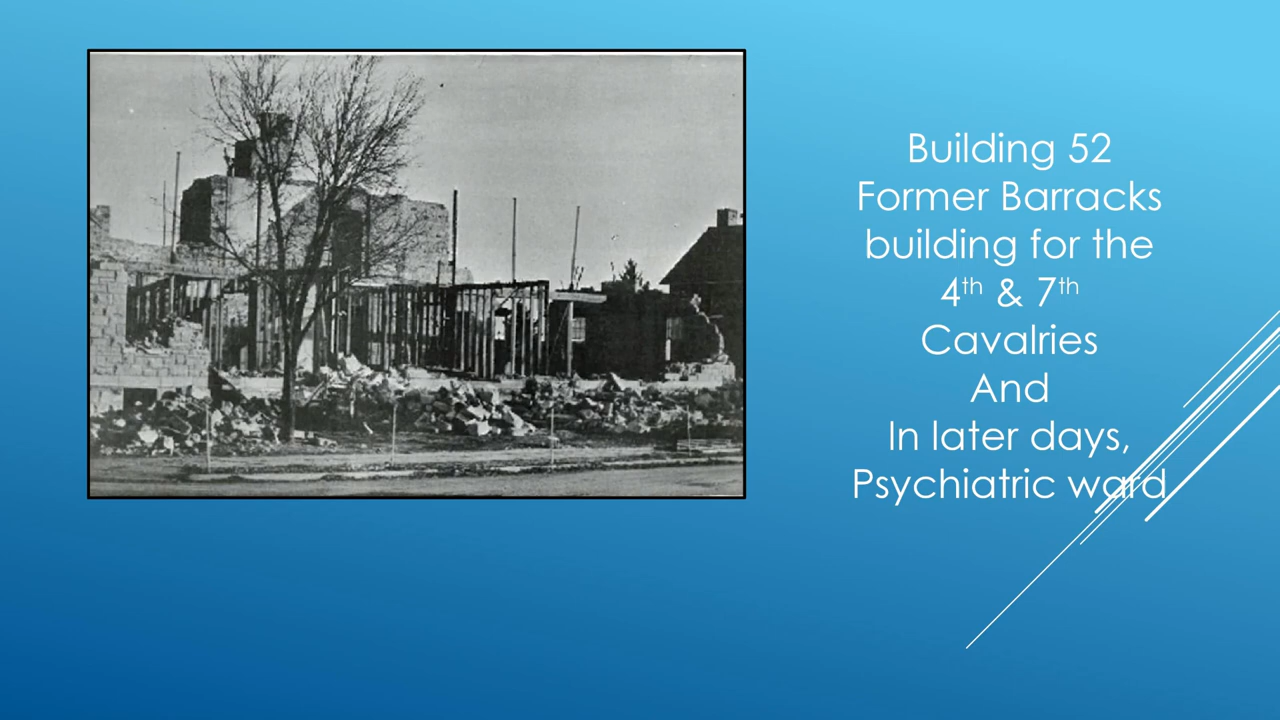 Building 52
Former Barracks
building for the
4th & 7th
Cavalries
And
In later days,
Psychiatric ward